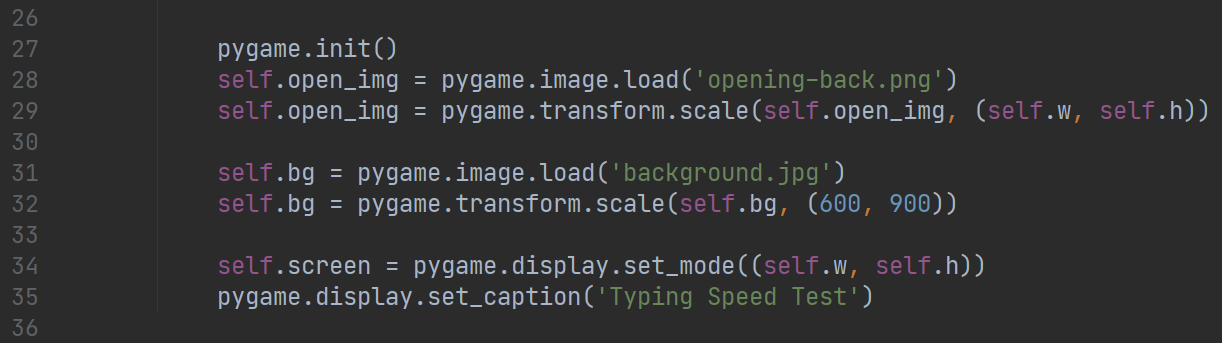 26
27 pygame.init()
28 self.open_img = pygame.image.load('opening-back.png')
29 self.open_img = pygame.transform.scale(self.open_img, (self.w, self.h))
30
31 self.bg = pygame.image.load('background.jpg')
32 self.bg = pygame.transform.scale(self.bg, (600, 900))
33
34 self.screen = pygame.display.set_mode((self.w, self.h))
35 pygame.display.set_caption('Typing Speed Test')
36